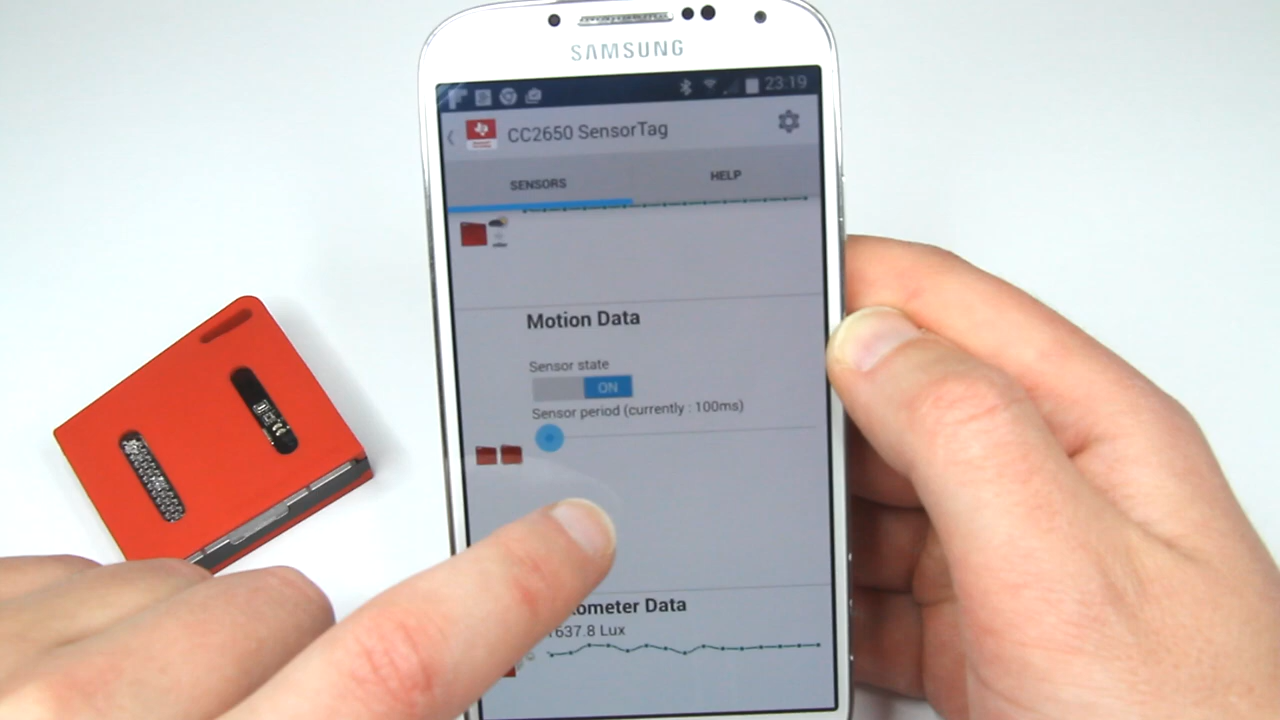 SAMSUNG
23:19
CC2650 SensorTag
SENSORS
HELP
Motion Data
Sensor state
ON
Sensor period (currently : 100ms)
ometer Data
637.8 Lux